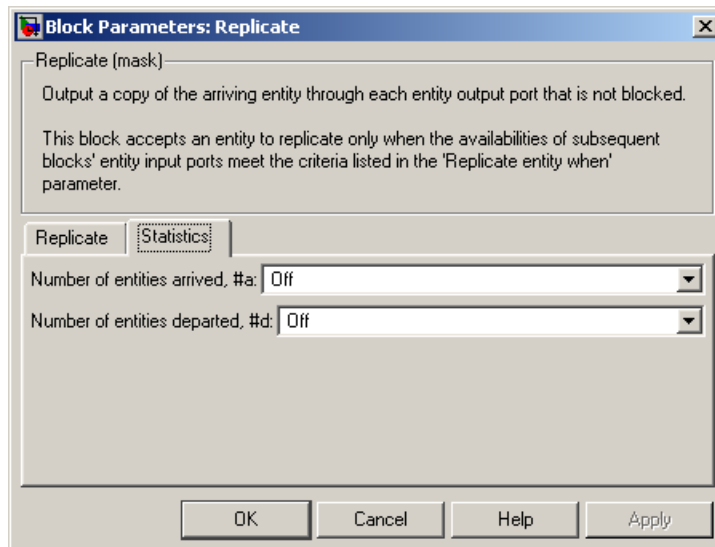 Block Parameters: Replicate
Replicate (mask)
Output a copy of the arriving entity through each entity output port that is not blocked.
This block accepts an entity to replicate only when the availabilities of subsequent
blocks' entity input ports meet the criteria listed in the 'Replicate entity when'
parameter.
Replicate Statistics
Number of entities arrived, #a: Off
Number of entities departed, #d: Off
OK Cancel Help Apply